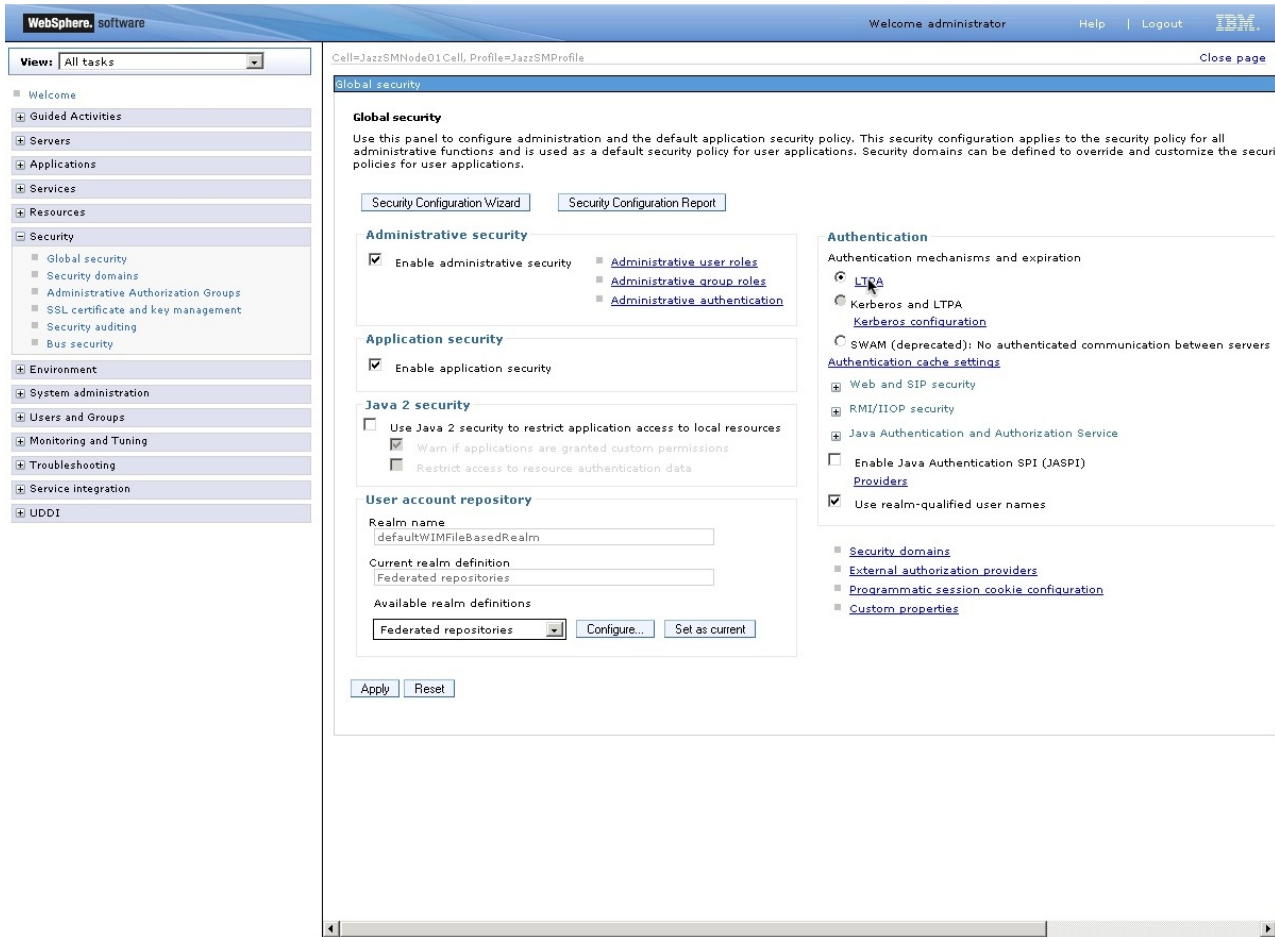 WebSphere. software
Welcome administrator
Help | Logout
IBM.
View: All tasks
Welcome
Guided Activities
Servers
Applications
Services
Resources
Security
Global security
Security domains
Administrative Authorization Groups
SSL certificate and key management
Security auditing
Bus security
Environment
System administration
Users and Groups
Monitoring and Tuning
Troubleshooting
Service integration
UDDI
Cell=JazzSMNode01Cell, Profile=JazzSMProfile
Close page
Global security
Global security
Use this panel to configure administration and the default application security policy. This security configuration applies to the security policy for all
administrative functions and is used as a default security policy for user applications. Security domains can be defined to override and customize the securi
policies for user applications.
Security Configuration Wizard
Security Configuration Report
Administrative security
Enable administrative security
Administrative user roles
Administrative group roles
Administrative authentication
Application security
Enable application security
Java 2 security
Use Java 2 security to restrict application access to local resources
Warn if applications are granted custom permissions
Restrict access to resource authentication data
User account repository
Realm name
defaultWIMFileBasedRealm
Current realm definition
Federated repositories
Available realm definitions
Federated repositories
Configure...
Set as current
Apply
Reset
Authentication
Authentication mechanisms and expiration
LTPA
Kerberos and LTPA
Kerberos configuration
SWAM (deprecated): No authenticated communication between servers
Authentication cache settings
Web and SIP security
RMI/IIOP security
Java Authentication and Authorization Service
Enable Java Authentication SPI (JASPI)
Providers
Use realm-qualified user names
Security domains
External authorization providers
Programmatic session cookie configuration
Custom properties